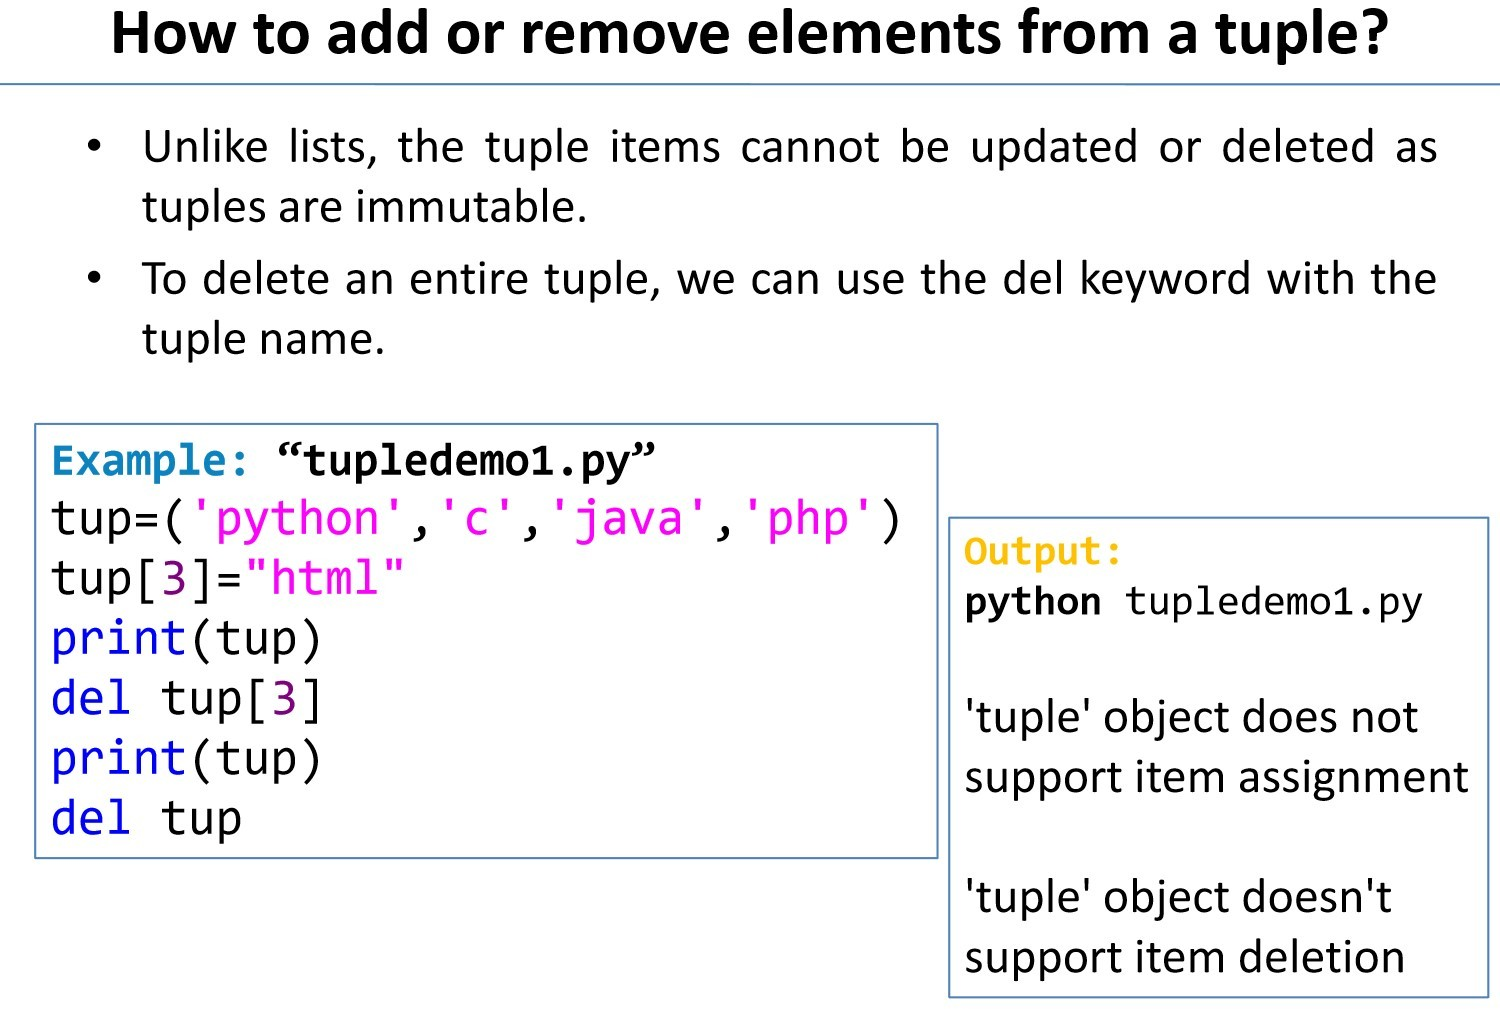 How to add or remove elements from a tuple?
• Unlike lists, the tuple items cannot be updated or deleted as
tuples are immutable.
• To delete an entire tuple, we can use the del keyword with the
tuple name.
Example: “tupledemo1.py”
tup=('python','c','java','php')
tup[3]="html"
print(tup)
del tup[3]
print(tup)
del tup
Output:
python tupledemo1.py
'tuple' object does not
support item assignment
'tuple' object doesn't
support item deletion